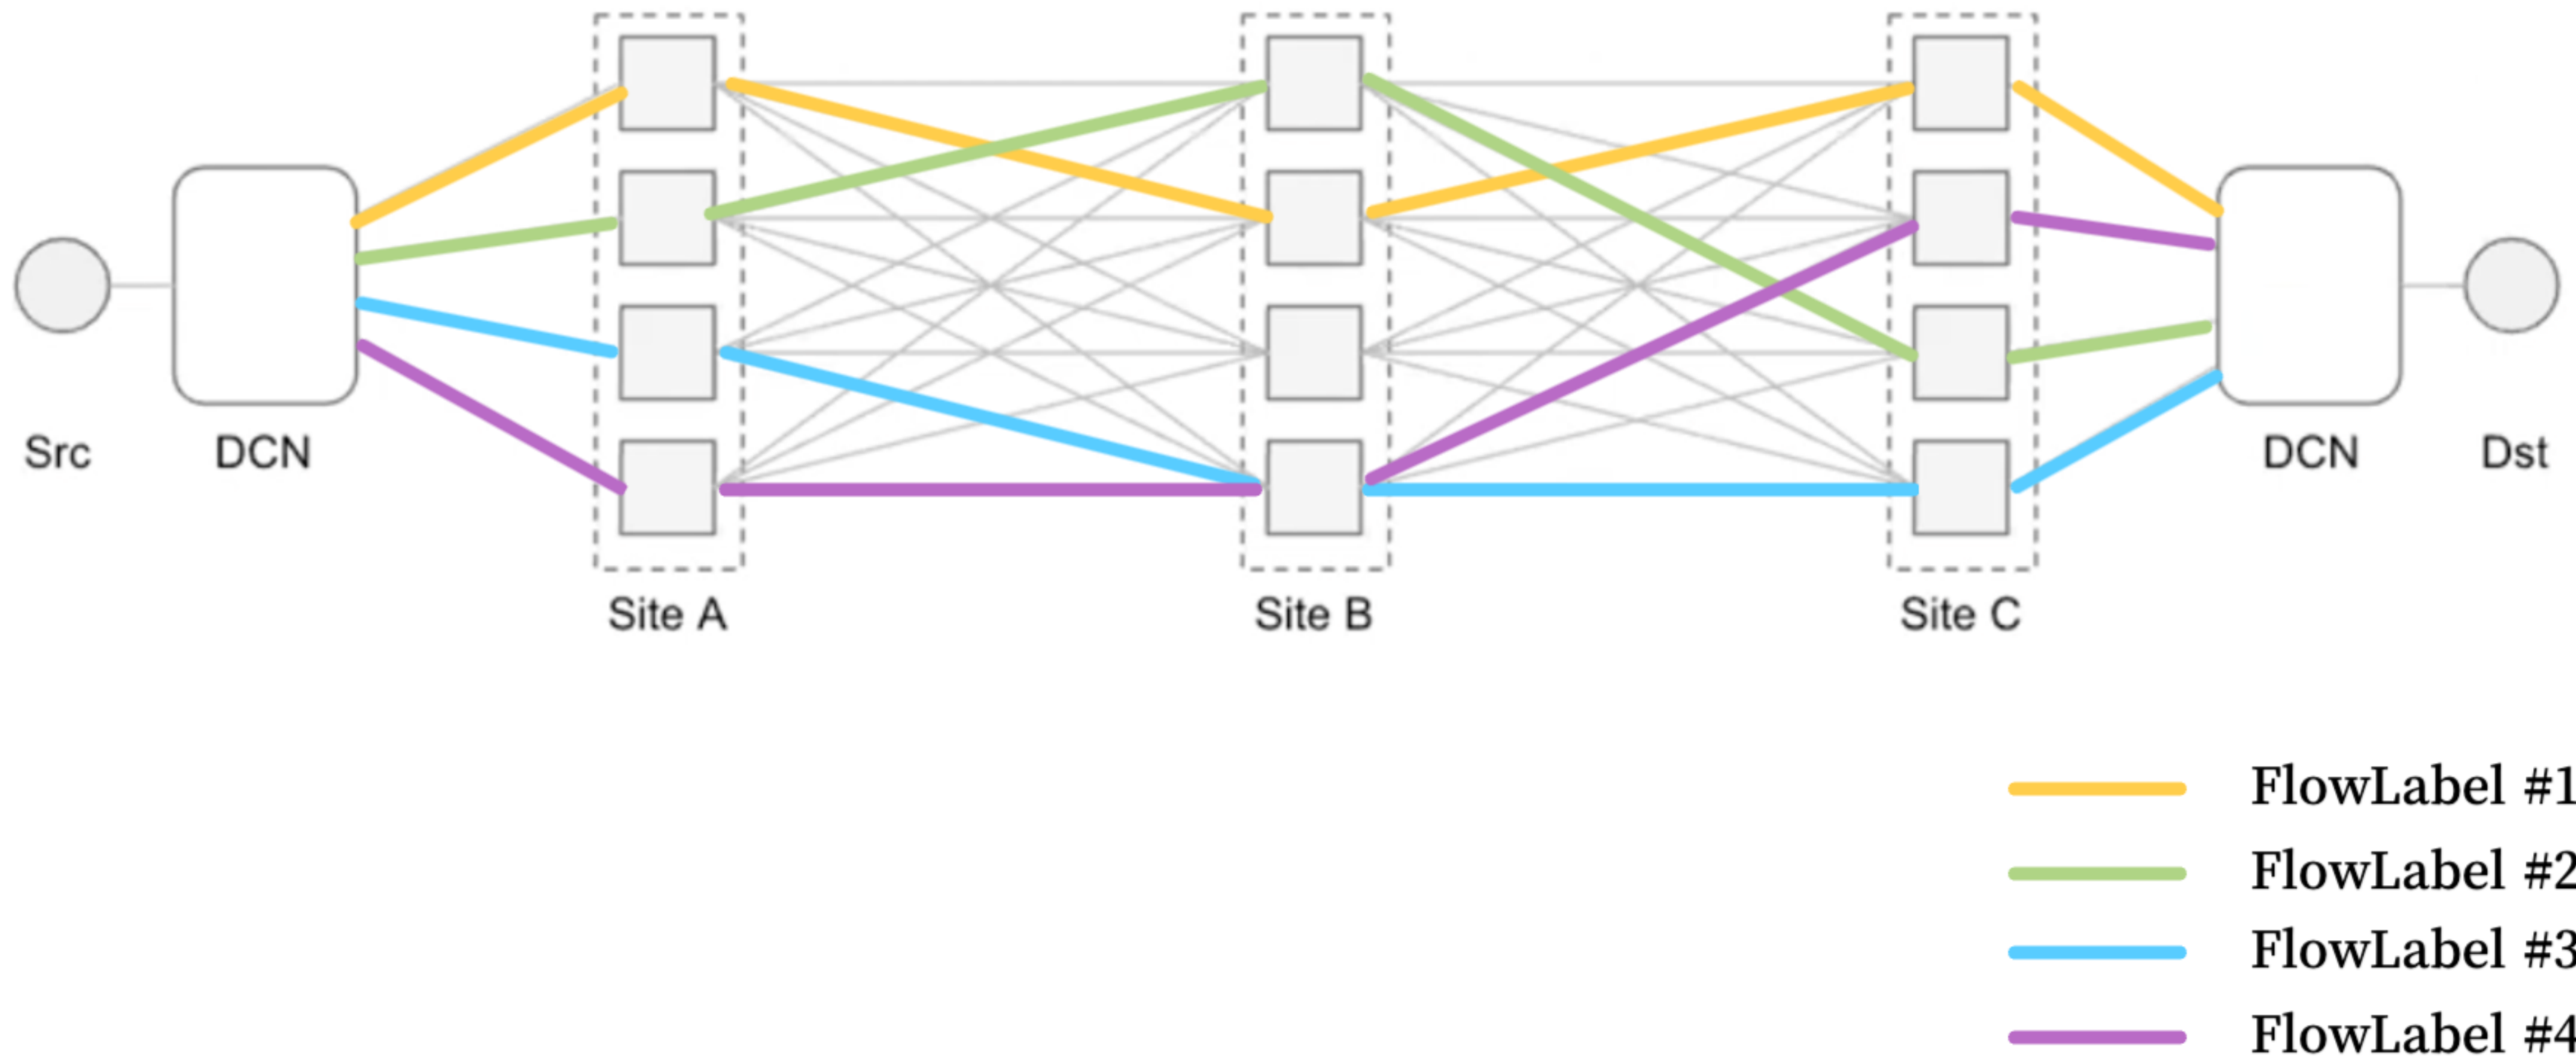 Src DCN DCN Dst
Site A Site B Site C
FlowLabel #1
FlowLabel #2
FlowLabel #3
FlowLabel #4